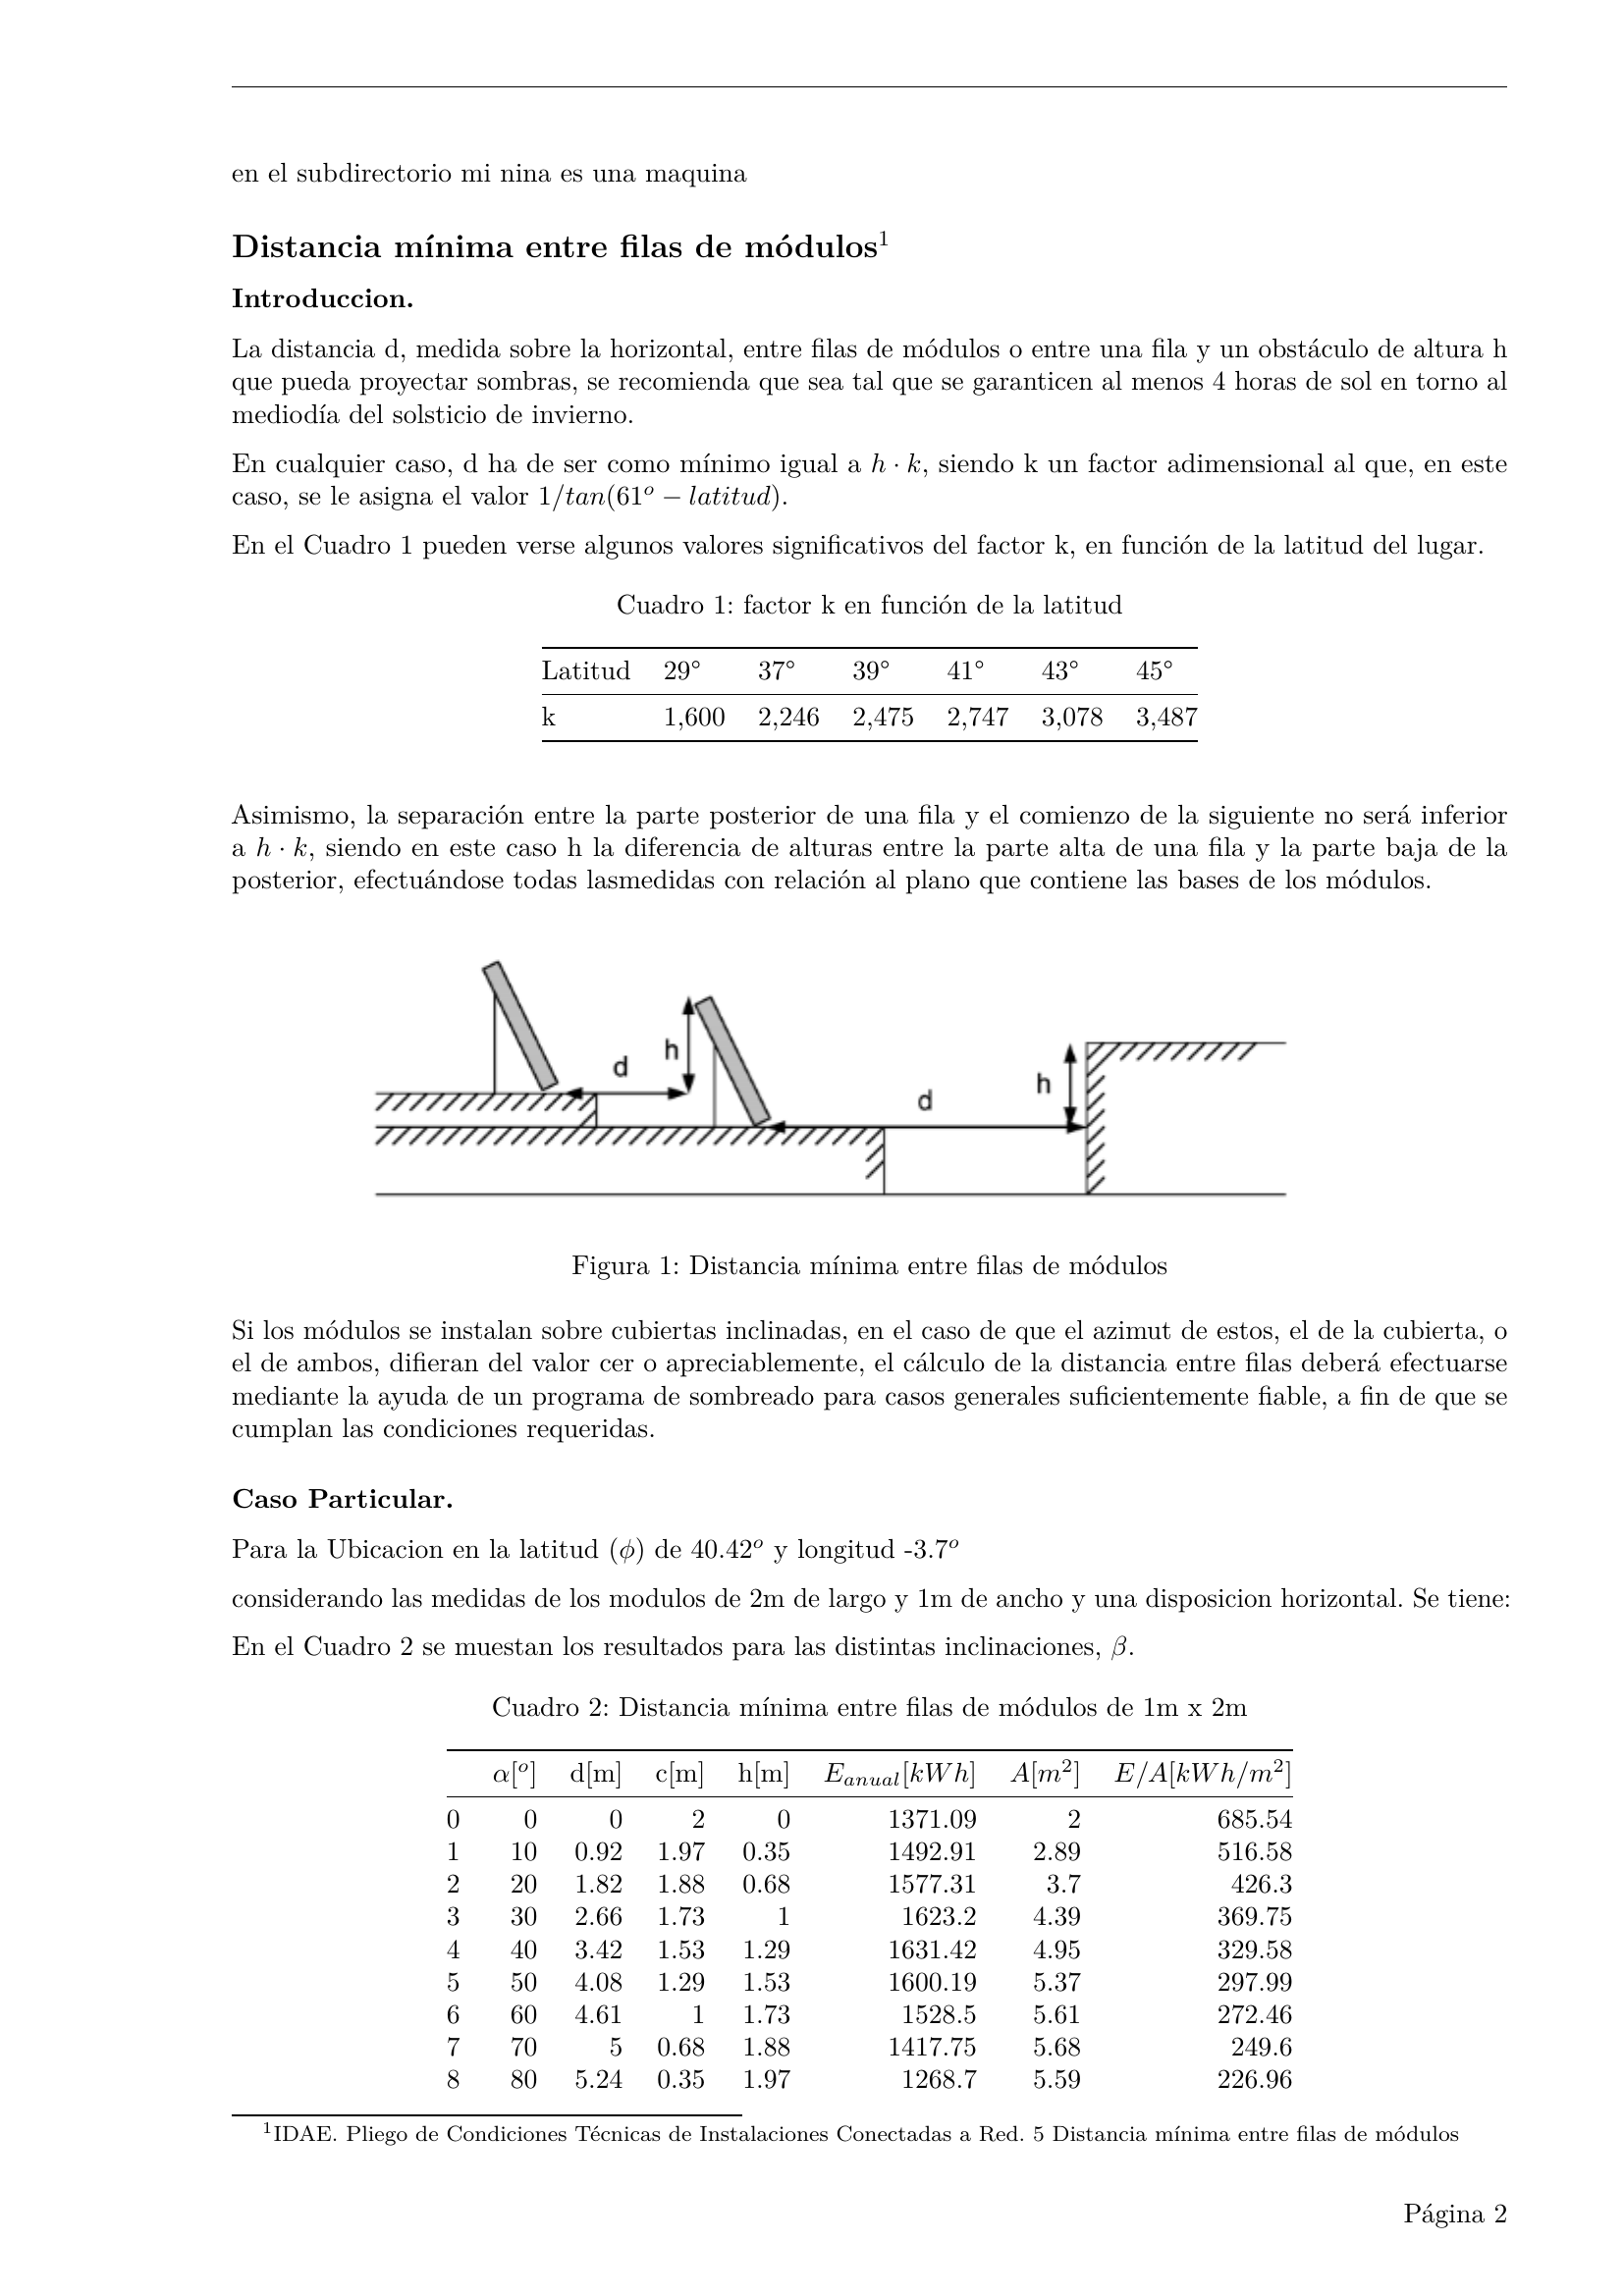 en el subdirectorio mi nina es una maquina
Distancia mínima entre filas de módulos¹
Introduccion.
La distancia d, medida sobre la horizontal, entre filas de módulos o entre una fila y un obstáculo de altura h
que pueda proyectar sombras, se recomienda que sea tal que se garanticen al menos 4 horas de sol en torno al
mediodía del solsticio de invierno.
En cualquier caso, d ha de ser como mínimo igual a h · k, siendo k un factor adimensional al que, en este
caso, se le asigna el valor 1/tan(61º − latitud).
En el Cuadro 1 pueden verse algunos valores significativos del factor k, en función de la latitud del lugar.
Cuadro 1: factor k en función de la latitud
Latitud 29° 37° 39° 41° 43° 45°
k 1,600 2,246 2,475 2,747 3,078 3,487
Asimismo, la separación entre la parte posterior de una fila y el comienzo de la siguiente no será inferior
a h · k, siendo en este caso h la diferencia de alturas entre la parte alta de una fila y la parte baja de la
posterior, efectuándose todas lasmedidas con relación al plano que contiene las bases de los módulos.
d h d h
Figura 1: Distancia mínima entre filas de módulos
Si los módulos se instalan sobre cubiertas inclinadas, en el caso de que el azimut de estos, el de la cubierta, o
el de ambos, difieran del valor cer o apreciablemente, el cálculo de la distancia entre filas deberá efectuarse
mediante la ayuda de un programa de sombreado para casos generales suficientemente fiable, a fin de que se
cumplan las condiciones requeridas.
Caso Particular.
Para la Ubicacion en la latitud (ϕ) de 40.42º y longitud -3.7º
considerando las medidas de los modulos de 2m de largo y 1m de ancho y una disposicion horizontal. Se tiene:
En el Cuadro 2 se muestan los resultados para las distintas inclinaciones, β.
Cuadro 2: Distancia mínima entre filas de módulos de 1m x 2m
α[º] d[m] c[m] h[m] Eanual[kWh] A[m²] E/A[kWh/m²]
0 0 0 2 0 1371.09 2 685.54
1 10 0.92 1.97 0.35 1492.91 2.89 516.58
2 20 1.82 1.88 0.68 1577.31 3.7 426.3
3 30 2.66 1.73 1 1623.2 4.39 369.75
4 40 3.42 1.53 1.29 1631.42 4.95 329.58
5 50 4.08 1.29 1.53 1600.19 5.37 297.99
6 60 4.61 1 1.73 1528.5 5.61 272.46
7 70 5 0.68 1.88 1417.75 5.68 249.6
8 80 5.24 0.35 1.97 1268.7 5.59 226.96
¹IDAE. Pliego de Condiciones Técnicas de Instalaciones Conectadas a Red. 5 Distancia mínima entre filas de módulos
Página 2